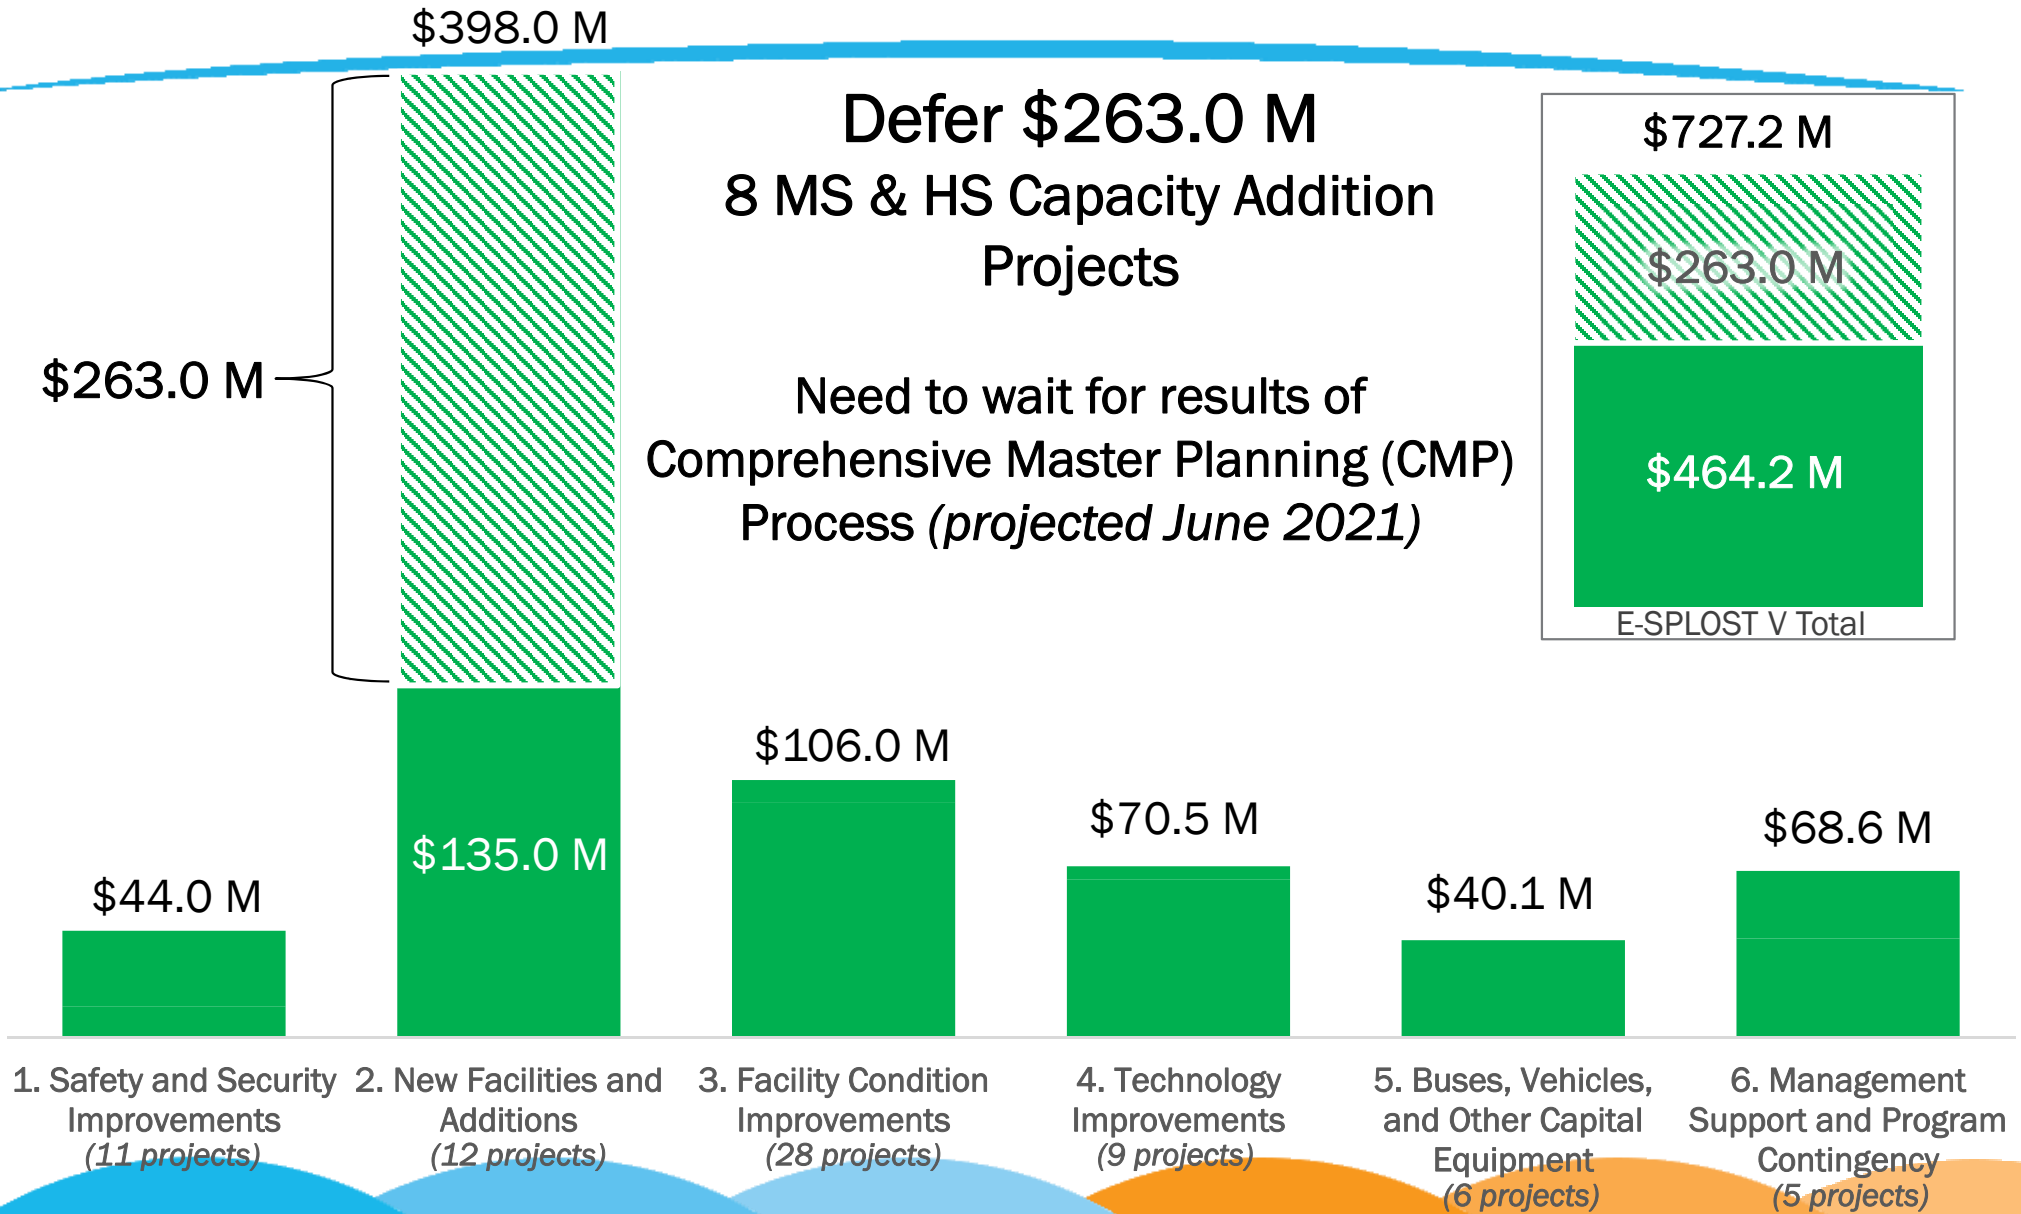 $398.0 M
Defer $263.0 M
8 MS & HS Capacity Addition
Projects
Need to wait for results of
Comprehensive Master Planning (CMP)
Process (projected June 2021)
$727.2 M
$263.0 M
$464.2 M
E-SPLOST V Total
$263.0 M
$44.0 M
$135.0 M
$106.0 M
$70.5 M
$40.1 M
$68.6 M
1. Safety and Security
Improvements
(11 projects)
2. New Facilities and
Additions
(12 projects)
3. Facility Condition
Improvements
(28 projects)
4. Technology
Improvements
(9 projects)
5. Buses, Vehicles,
and Other Capital
Equipment
(6 projects)
6. Management
Support and Program
Contingency
(5 projects)